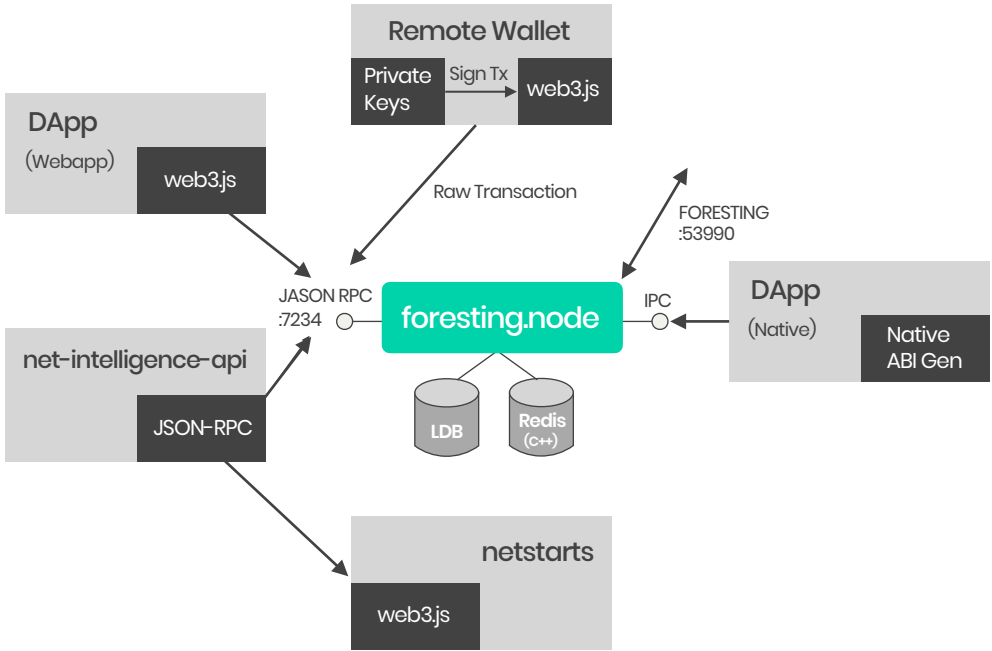 Remote Wallet
Private
Keys
Sign Tx
web3.js
DApp
(Webapp)
web3.js
Raw Transaction
FORESTING
:53990
JASON RPC
:7234
foresting.node
IPC
DApp
(Native)
Native
ABI Gen
net-intelligence-api
JSON-RPC
LDB
Redis
(C++)
netstarts
web3.js